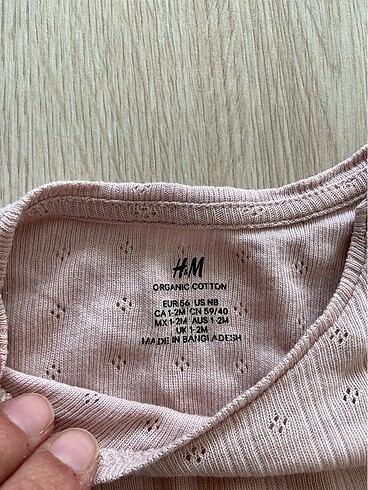 H&M
ORGANIC COTTON
EUR 56 US NB
CA 1-2M CN 59/40
MX 1-2M AUS 1-2M
UK 1-2M
MADE IN BANGLADESH